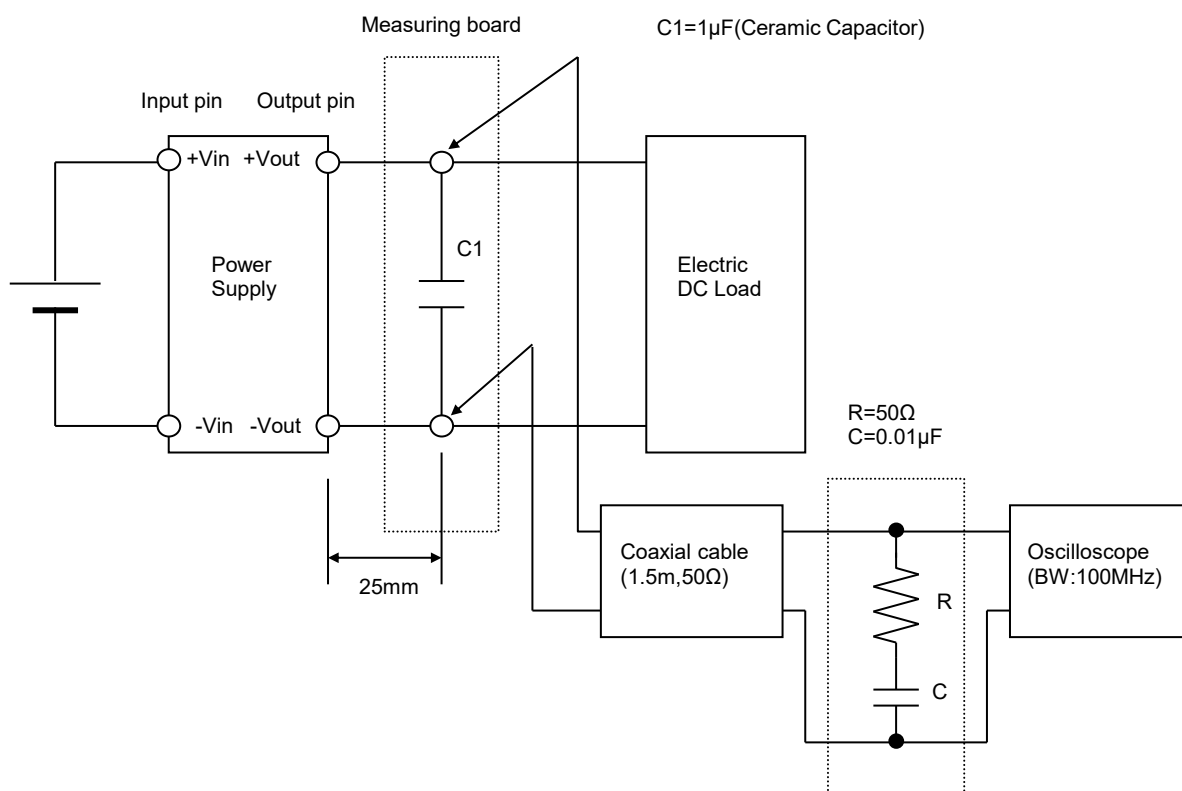 Measuring board
C1=1µF(Ceramic Capacitor)
Input pin
Output pin
+Vin
+Vout
C1
Power
Supply
Electric
DC Load
-Vin
-Vout
R=50Ω
C=0.01µF
25mm
Coaxial cable
(1.5m,50Ω)
R
C
Oscilloscope
(BW:100MHz)